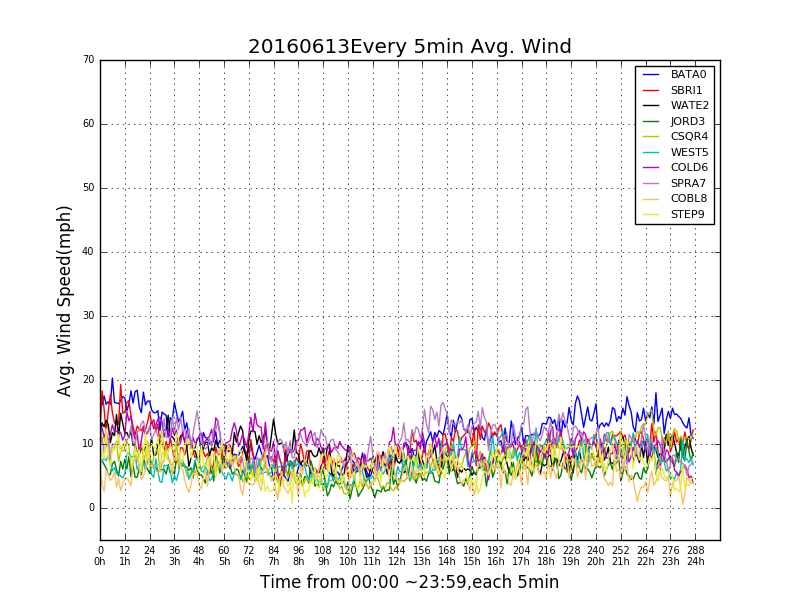 20160613Every 5min Avg. Wind
70
60
50
40
30
20
10
0
Avg. Wind Speed(mph)
BATA0
SBRI1
WATE2
JORD3
CSQR4
WEST5
COLD6
SPRA7
COBL8
STEP9
0 12 24 36 48 60 72 84 96 108 120 132 144 156 168 180 192 204 216 228 240 252 264 276 288
0h 1h 2h 3h 4h 5h 6h 7h 8h 9h 10h 11h 12h 13h 14h 15h 16h 17h 18h 19h 20h 21h 22h 23h 24h
Time from 00:00 ~23:59,each 5min